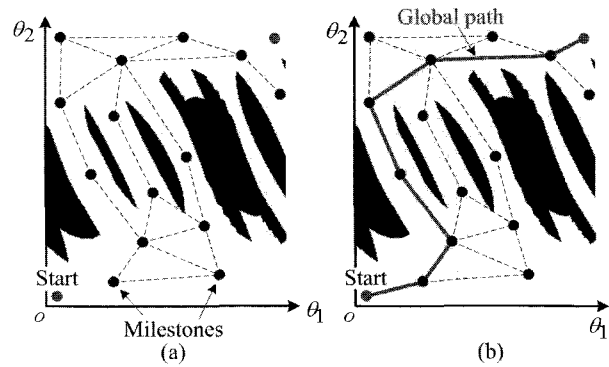 θ2
Start
o
θ1
Milestones
(a)
Global path
θ2
Start
o
θ1
(b)